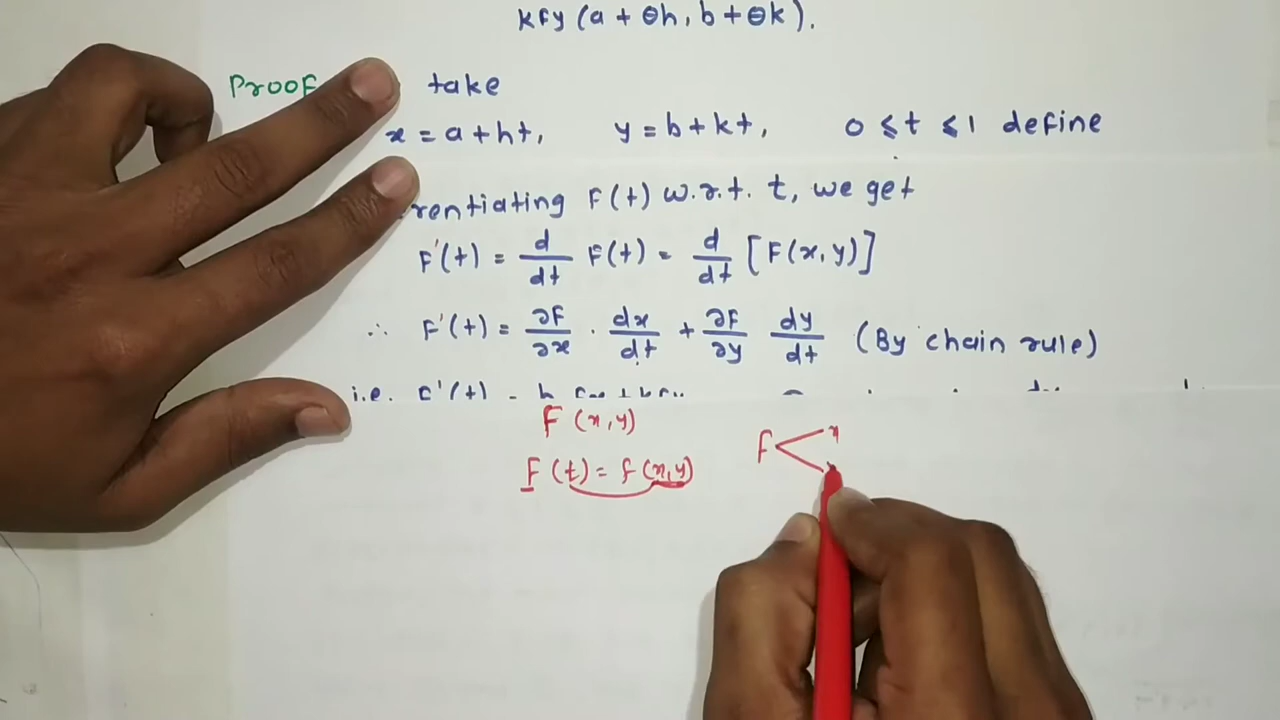 kfy (a + θh, b + θk).
Proof take
x = a + ht, y = b + kt, 0 ≤ t ≤ 1 define
rentiating F(t) w.r.t. t, we get
F'(t) = d/dt F(t) = d/dt [F(x,y)]
∴ F'(t) = ∂F/∂x · dx/dt + ∂F/∂y dy/dt (By chain rule)
i.e. F'(t) =
F (x,y)
F (t) = f (x,y)
f x